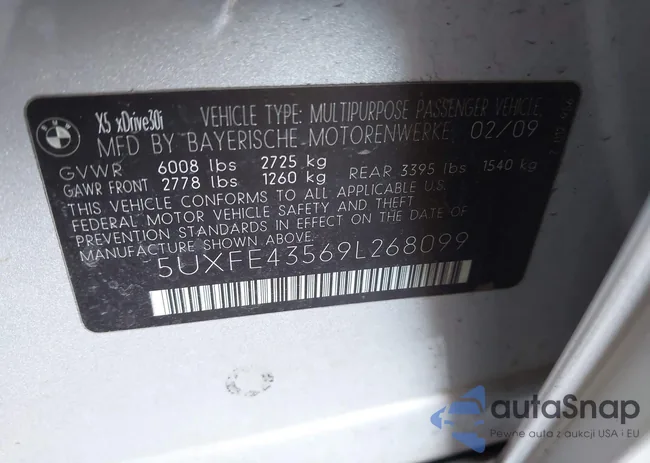 BMW
X5 xDrive30i
VEHICLE TYPE: MULTIPURPOSE PASSENGER VEHICLE
MFD BY BAYERISCHE MOTORENWERKE 02/09
GVWR 6008 lbs 2725 kg
GAWR FRONT 2778 lbs 1260 kg REAR 3395 lbs 1540 kg
THIS VEHICLE CONFORMS TO ALL APPLICABLE U.S.
FEDERAL MOTOR VEHICLE SAFETY AND THEFT
PREVENTION STANDARDS IN EFFECT ON THE DATE OF
MANUFACTURE SHOWN ABOVE.
5UXFE43569L268099
autoSnap
Pewne auta z aukcji USA i EU